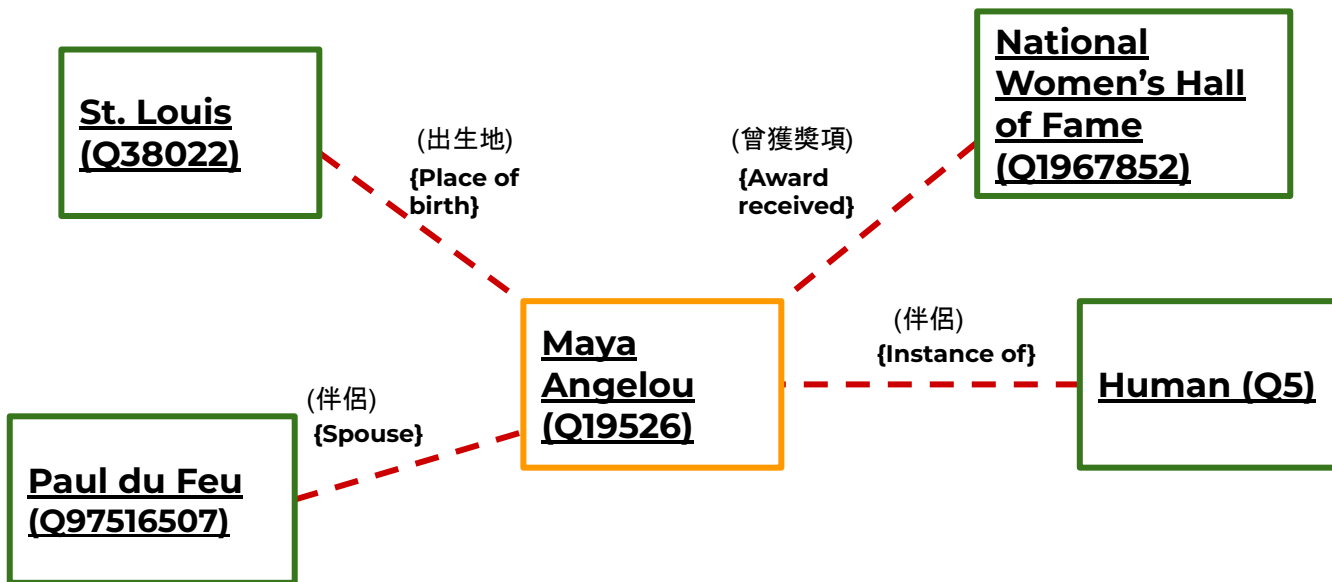 St. Louis
(Q38022)
(出生地)
{Place of
birth}
(曾獲獎項)
{Award
received}
National
Women’s Hall
of Fame
(Q1967852)
Maya
Angelou
(Q19526)
(伴侶)
{Instance of}
Human (Q5)
(伴侶)
{Spouse}
Paul du Feu
(Q97516507)